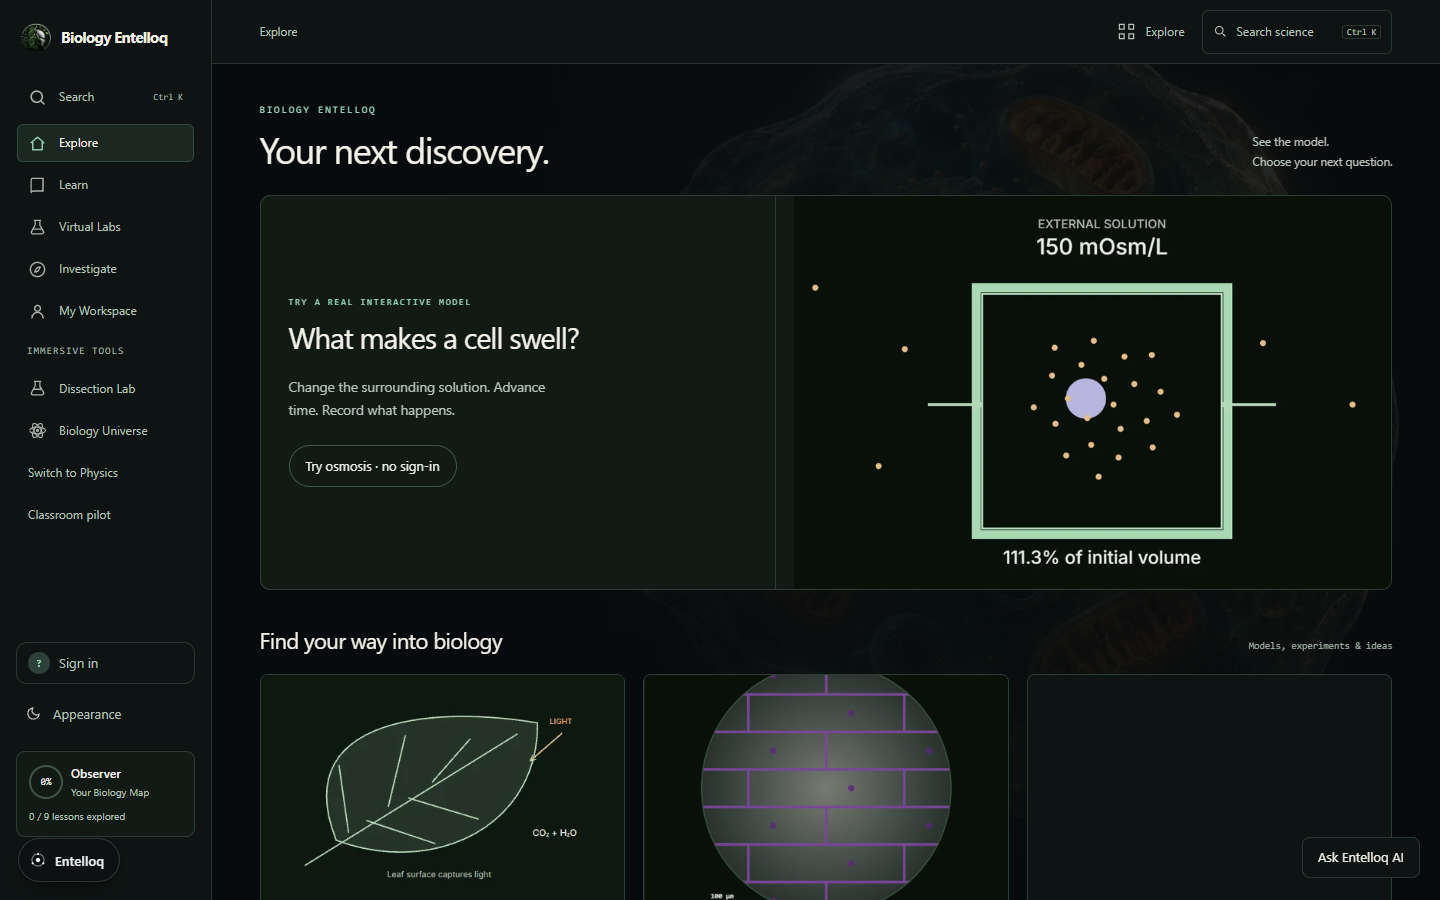 Biology Entelloq
Search
Ctrl K
Explore
Learn
Virtual Labs
Investigate
My Workspace
IMMERSIVE TOOLS
Dissection Lab
Biology Universe
Switch to Physics
Classroom pilot
?
Sign in
Appearance
0%
Observer
Your Biology Map
0 / 9 lessons explored
Entelloq
Explore
Explore
Search science
Ctrl K
BIOLOGY ENTELLOQ
Your next discovery.
See the model.
Choose your next question.
TRY A REAL INTERACTIVE MODEL
What makes a cell swell?
Change the surrounding solution. Advance
time. Record what happens.
Try osmosis · no sign-in
EXTERNAL SOLUTION
150 mOsm/L
111.3% of initial volume
Find your way into biology
Models, experiments & ideas
LIGHT
CO₂ + H₂O
Leaf surface captures light
100 µm
Ask Entelloq AI